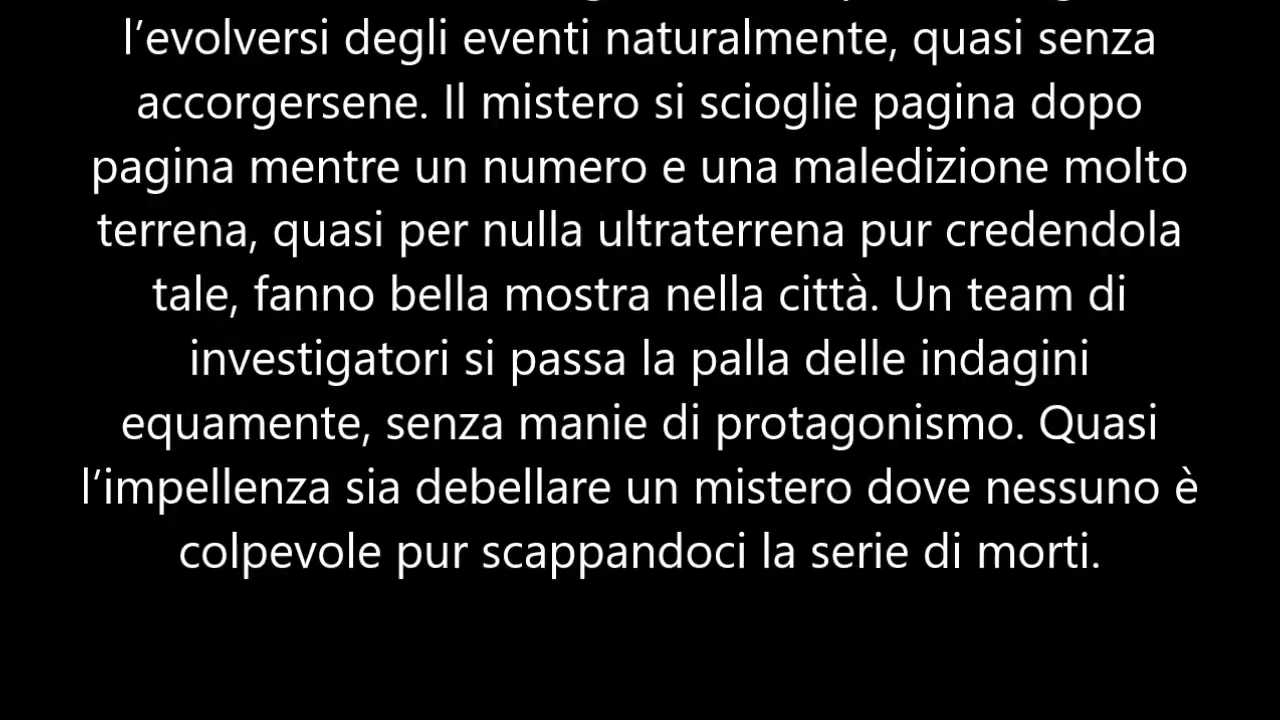 l’evolversi degli eventi naturalmente, quasi senza
accorgersene. Il mistero si scioglie pagina dopo
pagina mentre un numero e una maledizione molto
terrena, quasi per nulla ultraterrena pur credendola
tale, fanno bella mostra nella città. Un team di
investigatori si passa la palla delle indagini
equamente, senza manie di protagonismo. Quasi
l’impellenza sia debellare un mistero dove nessuno è
colpevole pur scappandoci la serie di morti.